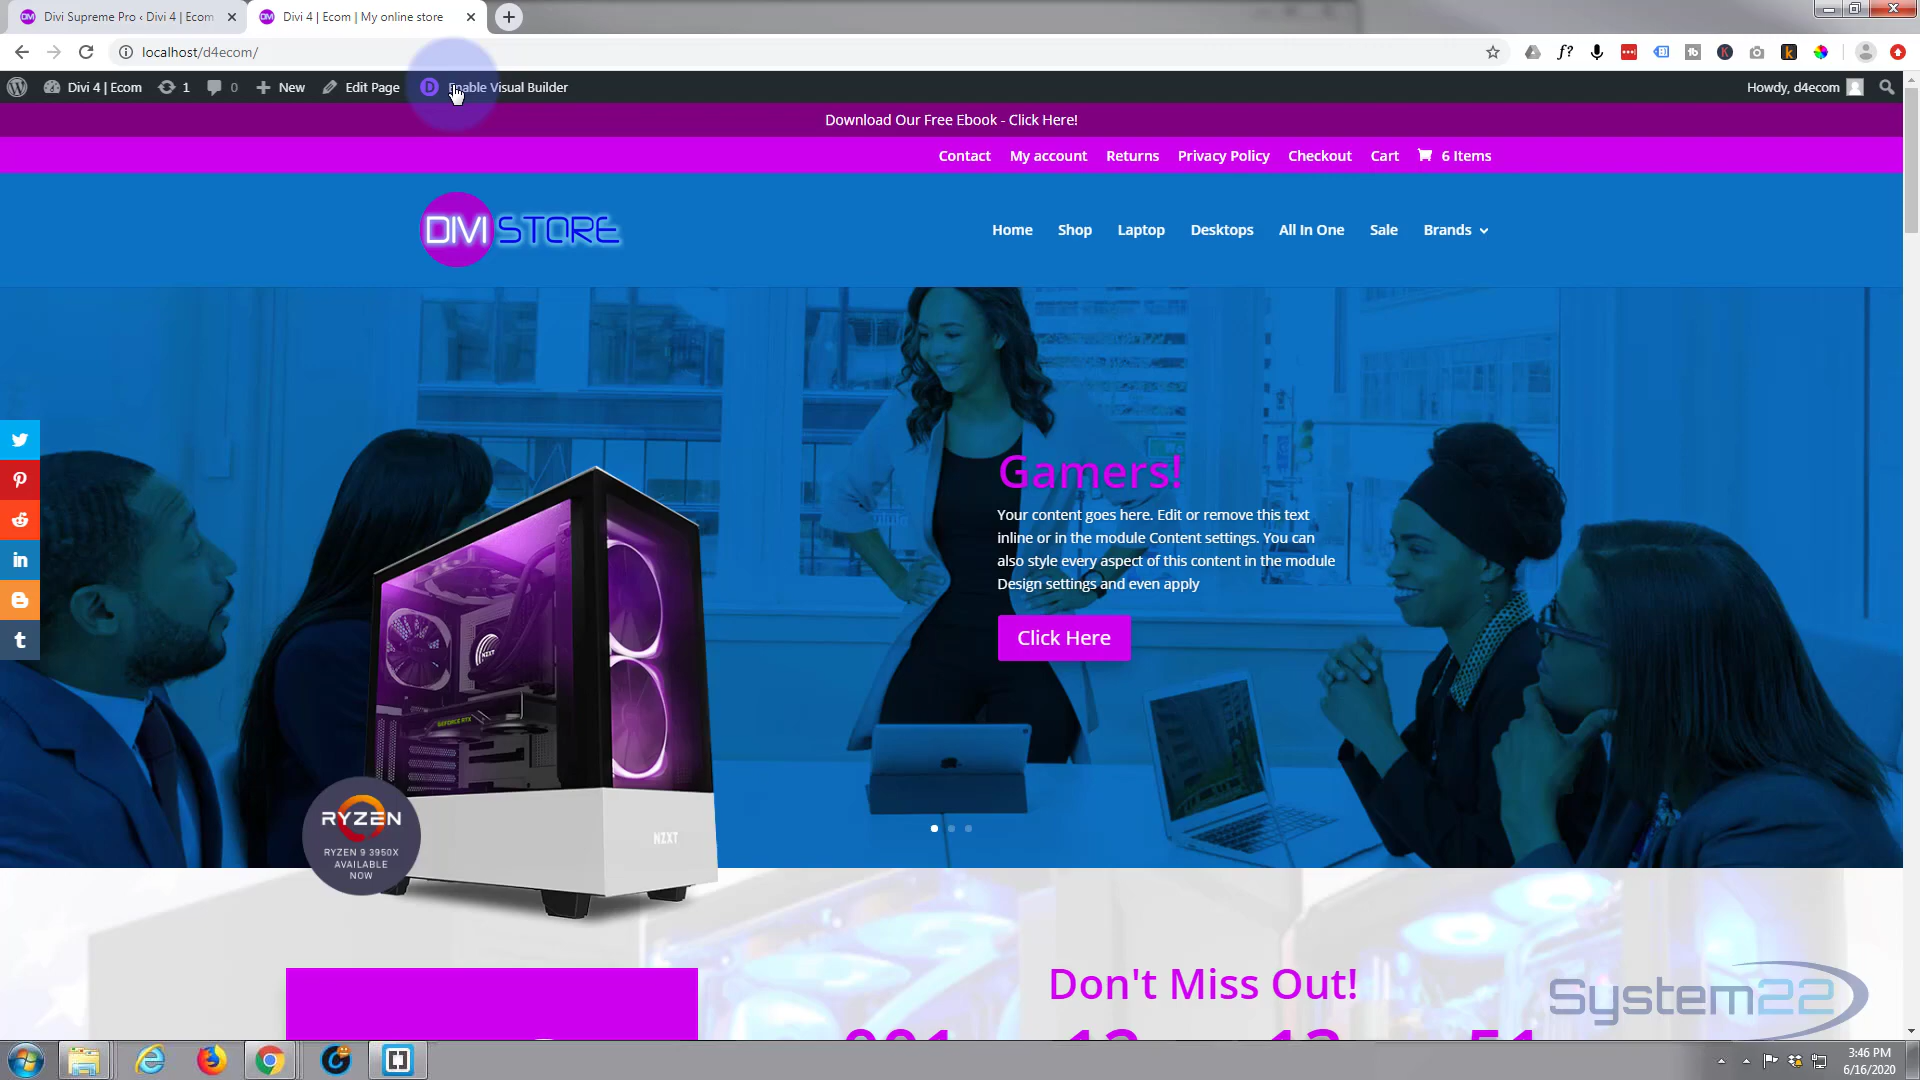 Divi Supreme Pro ‹ Divi 4 | Ecom
Divi 4 | Ecom | My online store
localhost/d4ecom/
Divi 4 | Ecom
1
0
New
Edit Page
Enable Visual Builder
Howdy, d4ecom
Download Our Free Ebook - Click Here!
Contact
My account
Returns
Privacy Policy
Checkout
Cart
6 Items
DIVI STORE
Home
Shop
Laptop
Desktops
All In One
Sale
Brands
Gamers!
Your content goes here. Edit or remove this text
inline or in the module Content settings. You can
also style every aspect of this content in the module
Design settings and even apply
Click Here
NZXT
GEFORCE RTX
NZXT
RYZEN
RYZEN 9 3950X
AVAILABLE
NOW
Don't Miss Out!
System22
3:46 PM
6/16/2020